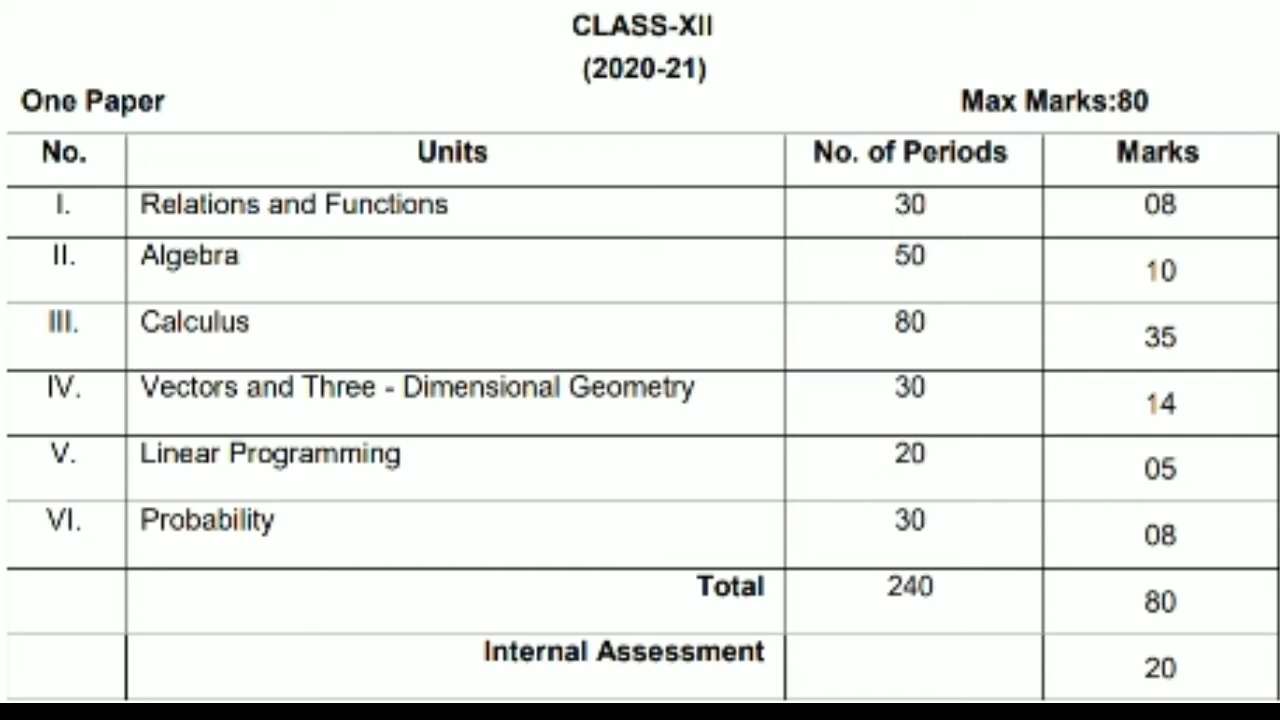 CLASS-XII
(2020-21)
One Paper Max Marks:80
No. Units No. of Periods Marks
I. Relations and Functions 30 08
II. Algebra 50 10
III. Calculus 80 35
IV. Vectors and Three - Dimensional Geometry 30 14
V. Linear Programming 20 05
VI. Probability 30 08
Total 240 80
Internal Assessment 20